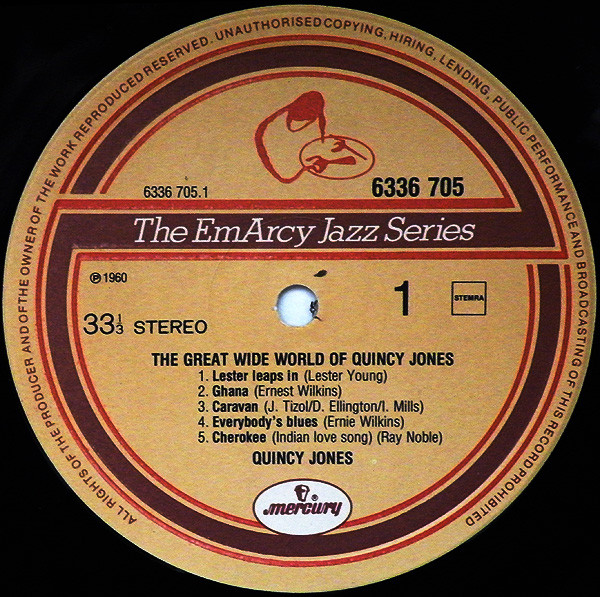 ALL RIGHTS OF THE PRODUCER AND OF THE OWNER OF THE WORK REPRODUCED RESERVED. UNAUTHORISED COPYING, HIRING, LENDING, PUBLIC PERFORMANCE AND BROADCASTING OF THIS RECORD PROHIBITED
6336 705.1
6336 705
The EmArcy Jazz Series
℗ 1960
1
STEMRA
33⅓ STEREO
THE GREAT WIDE WORLD OF QUINCY JONES
1. Lester leaps in (Lester Young)
2. Ghana (Ernest Wilkins)
3. Caravan (J. Tizol/D. Ellington/I. Mills)
4. Everybody's blues (Ernie Wilkins)
5. Cherokee (Indian love song) (Ray Noble)
QUINCY JONES
®
mercury